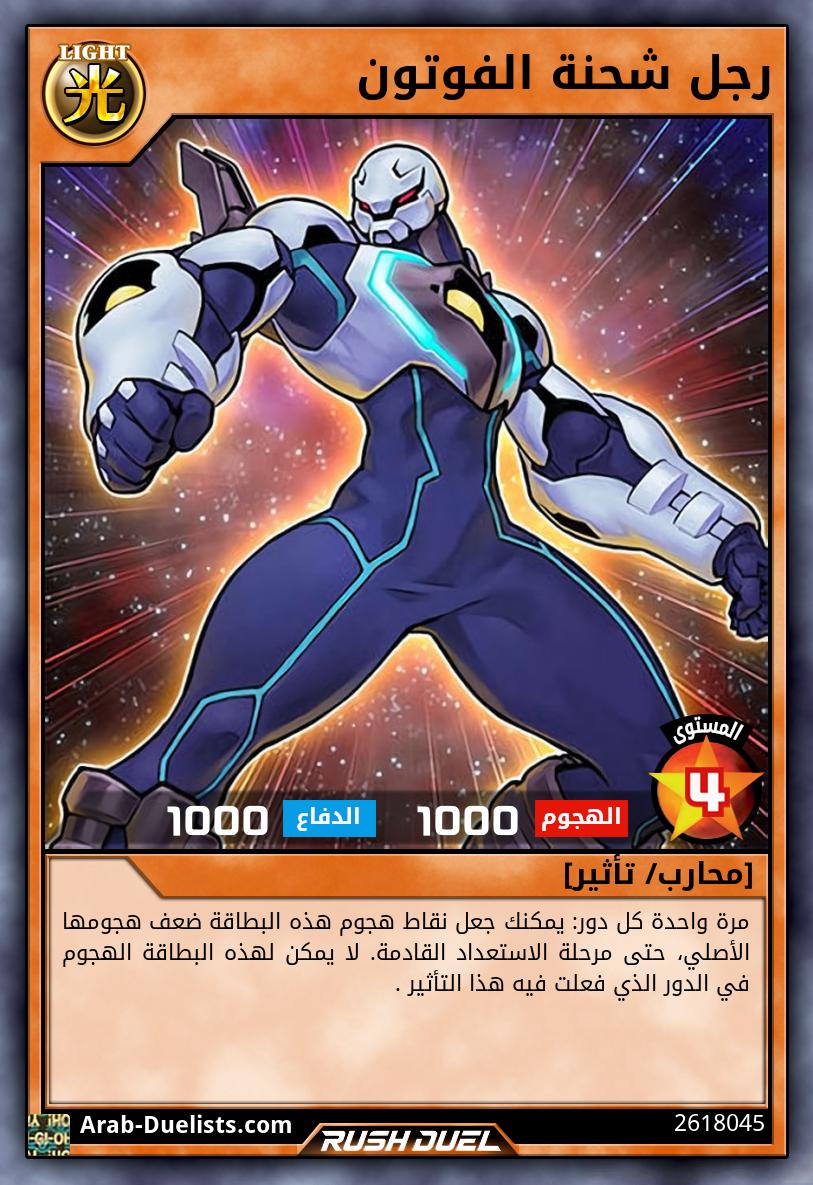 LIGHT
光
رجل شحنة الفوتون
المستوى
4
الهجوم 1000 الدفاع 1000
[محارب/ تأثير]
مرة واحدة كل دور: يمكنك جعل نقاط هجوم هذه البطاقة ضعف هجومها
الأصلي، حتى مرحلة الاستعداد القادمة. لا يمكن لهذه البطاقة الهجوم
في الدور الذي فعلت فيه هذا التأثير .
Arab-Duelists.com
RUSH DUEL
2618045